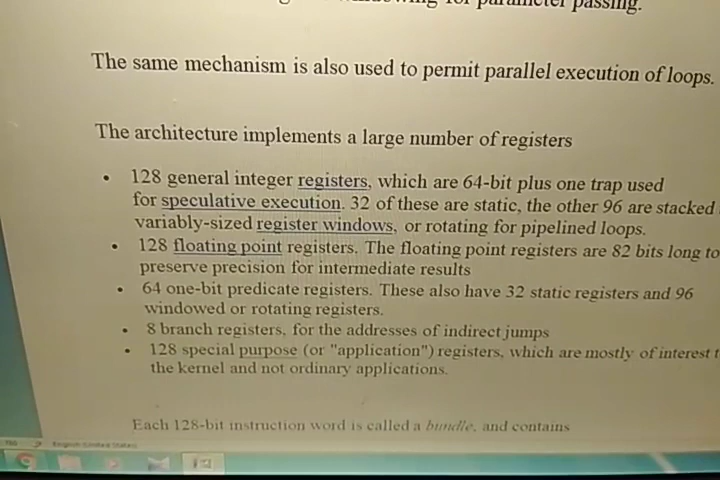 for parameter passing.
The same mechanism is also used to permit parallel execution of loops.
The architecture implements a large number of registers
• 128 general integer registers, which are 64-bit plus one trap used
for speculative execution. 32 of these are static, the other 96 are stacked
variably-sized register windows, or rotating for pipelined loops.
• 128 floating point registers. The floating point registers are 82 bits long to
preserve precision for intermediate results
• 64 one-bit predicate registers. These also have 32 static registers and 96
windowed or rotating registers.
• 8 branch registers, for the addresses of indirect jumps
• 128 special purpose (or "application") registers, which are mostly of interest
the kernel and not ordinary applications.
Each 128-bit instruction word is called a bundle, and contains
English (United States)